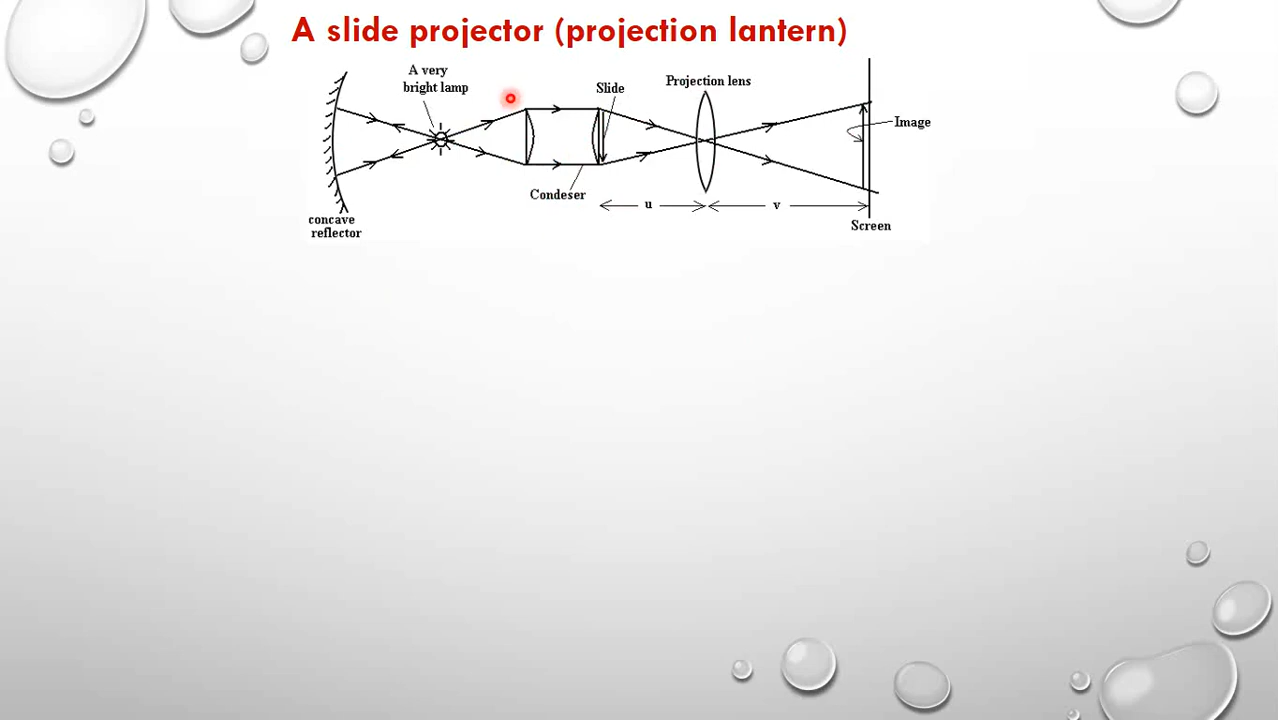 A slide projector (projection lantern)
A very
bright lamp
Slide
Projection lens
Image
Condeser
u
v
concave
reflector
Screen